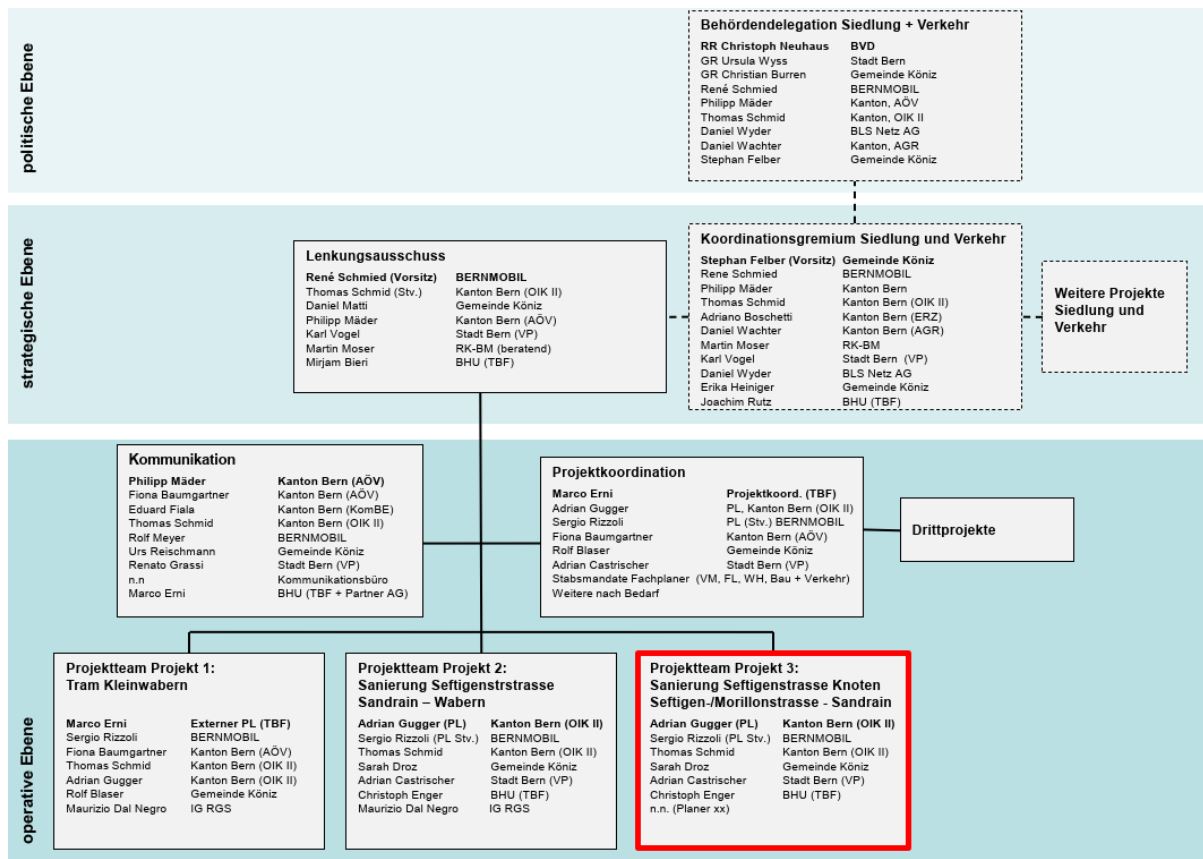 politische Ebene
Behördendelegation Siedlung + Verkehr
RR Christoph Neuhaus BVD
GR Ursula Wyss Stadt Bern
GR Christian Burren Gemeinde Köniz
René Schmied BERNMOBIL
Philipp Mäder Kanton, AÖV
Thomas Schmid Kanton, OIK II
Daniel Wyder BLS Netz AG
Daniel Wachter Kanton, AGR
Stephan Felber Gemeinde Köniz
strategische Ebene
Lenkungsausschuss
René Schmied (Vorsitz) BERNMOBIL
Thomas Schmid (Stv.) Kanton Bern (OIK II)
Daniel Matti Gemeinde Köniz
Philipp Mäder Kanton Bern (AÖV)
Karl Vogel Stadt Bern (VP)
Martin Moser RK-BM (beratend)
Mirjam Bieri BHU (TBF)
Koordinationsgremium Siedlung und Verkehr
Stephan Felber (Vorsitz) Gemeinde Köniz
Rene Schmied BERNMOBIL
Philipp Mäder Kanton Bern
Thomas Schmid Kanton Bern (OIK II)
Adriano Boschetti Kanton Bern (ERZ)
Daniel Wachter Kanton Bern (AGR)
Martin Moser RK-BM
Karl Vogel Stadt Bern (VP)
Daniel Wyder BLS Netz AG
Erika Heiniger Gemeinde Köniz
Joachim Rutz BHU (TBF)
Weitere Projekte
Siedlung und
Verkehr
operative Ebene
Kommunikation
Philipp Mäder Kanton Bern (AÖV)
Fiona Baumgartner Kanton Bern (AÖV)
Eduard Fiala Kanton Bern (KomBE)
Thomas Schmid Kanton Bern (OIK II)
Rolf Meyer BERNMOBIL
Urs Reischmann Gemeinde Köniz
Renato Grassi Stadt Bern (VP)
n.n Kommunikationsbüro
Marco Erni BHU (TBF + Partner AG)
Projektkoordination
Marco Erni Projektkoord. (TBF)
Adrian Gugger PL, Kanton Bern (OIK II)
Sergio Rizzoli PL (Stv.) BERNMOBIL
Fiona Baumgartner Kanton Bern (AÖV)
Rolf Blaser Gemeinde Köniz
Adrian Castrischer Stadt Bern (VP)
Stabsmandate Fachplaner (VM, FL, WH, Bau + Verkehr)
Weitere nach Bedarf
Drittprojekte
Projektteam Projekt 1:
Tram Kleinwabern
Marco Erni Externer PL (TBF)
Sergio Rizzoli BERNMOBIL
Fiona Baumgartner Kanton Bern (AÖV)
Thomas Schmid Kanton Bern (OIK II)
Adrian Gugger Kanton Bern (OIK II)
Rolf Blaser Gemeinde Köniz
Maurizio Dal Negro IG RGS
Projektteam Projekt 2:
Sanierung Seftigenstrstrasse
Sandrain – Wabern
Adrian Gugger (PL) Kanton Bern (OIK II)
Sergio Rizzoli (PL Stv.) BERNMOBIL
Thomas Schmid Kanton Bern (OIK II)
Sarah Droz Gemeinde Köniz
Adrian Castrischer Stadt Bern (VP)
Christoph Enger BHU (TBF)
Maurizio Dal Negro IG RGS
Projektteam Projekt 3:
Sanierung Seftigenstrasse Knoten
Seftigen-/Morillonstrasse - Sandrain
Adrian Gugger (PL) Kanton Bern (OIK II)
Sergio Rizzoli (PL Stv.) BERNMOBIL
Thomas Schmid Kanton Bern (OIK II)
Sarah Droz Gemeinde Köniz
Adrian Castrischer Stadt Bern (VP)
Christoph Enger BHU (TBF)
n.n. (Planer xx)